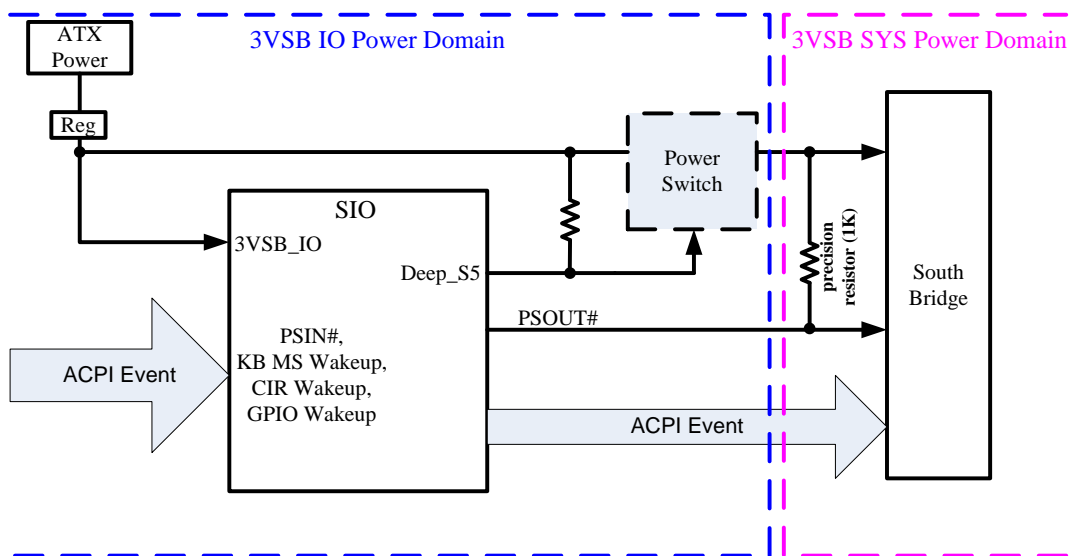 ATX
Power
3VSB IO Power Domain
3VSB SYS Power Domain
Reg
Power
Switch
SIO
3VSB_IO
Deep_S5
precision
resistor (1K)
South
Bridge
PSOUT#
PSIN#,
KB MS Wakeup,
CIR Wakeup,
GPIO Wakeup
ACPI Event
ACPI Event